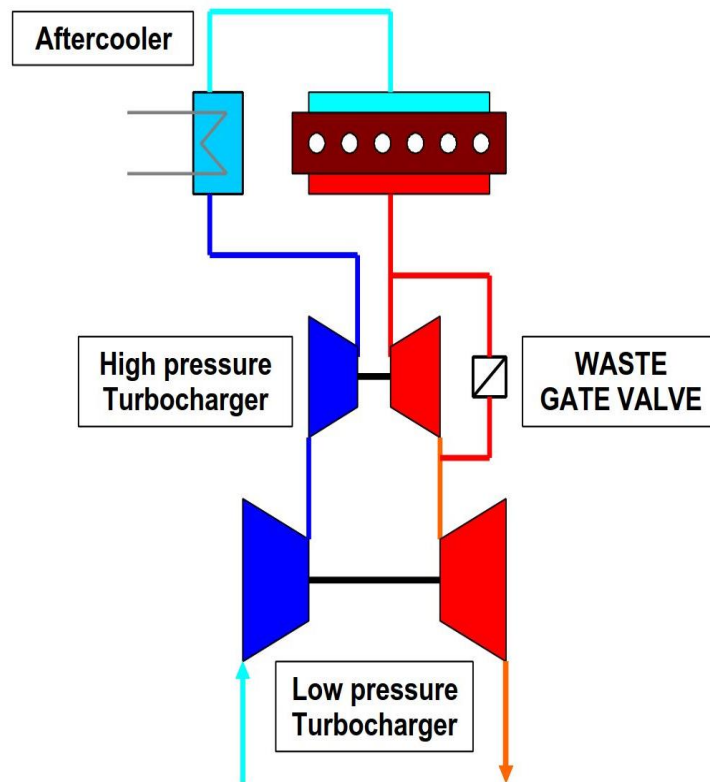 Aftercooler
High pressure
Turbocharger
WASTE
GATE VALVE
Low pressure
Turbocharger